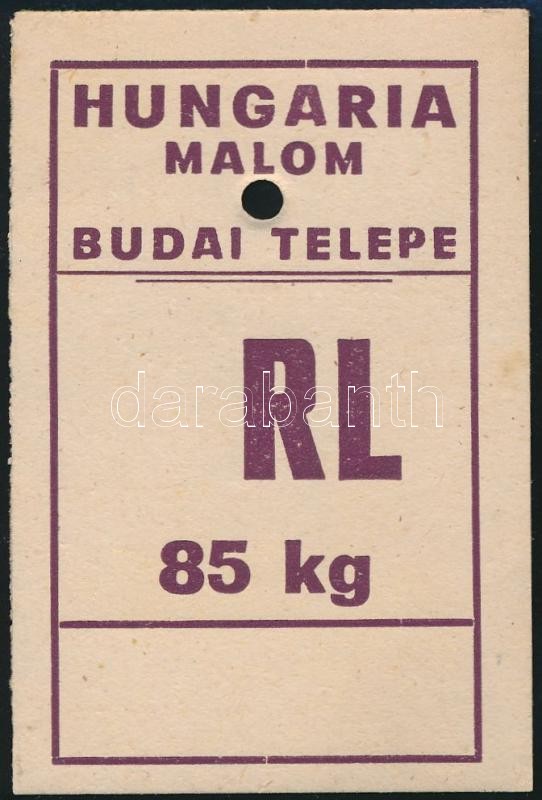 HUNGARIA
MALOM
BUDAI TELEPE
RL
darabanth
85 kg